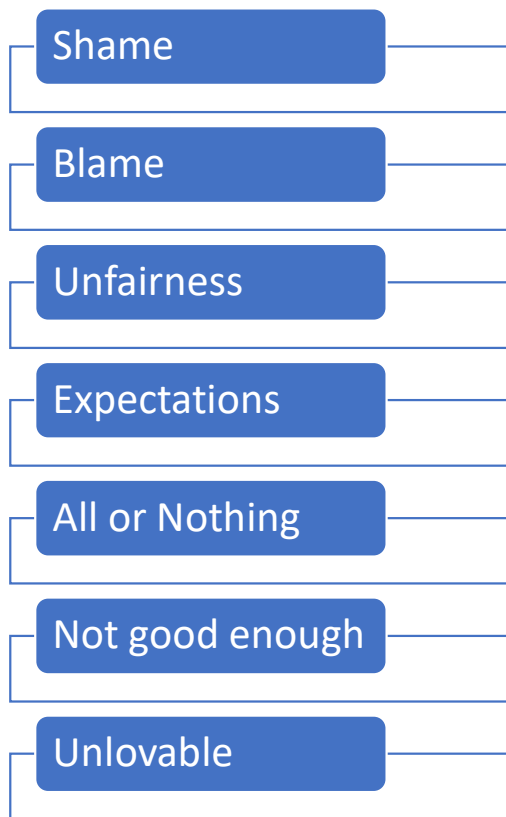 Shame
Blame
Unfairness
Expectations
All or Nothing
Not good enough
Unlovable